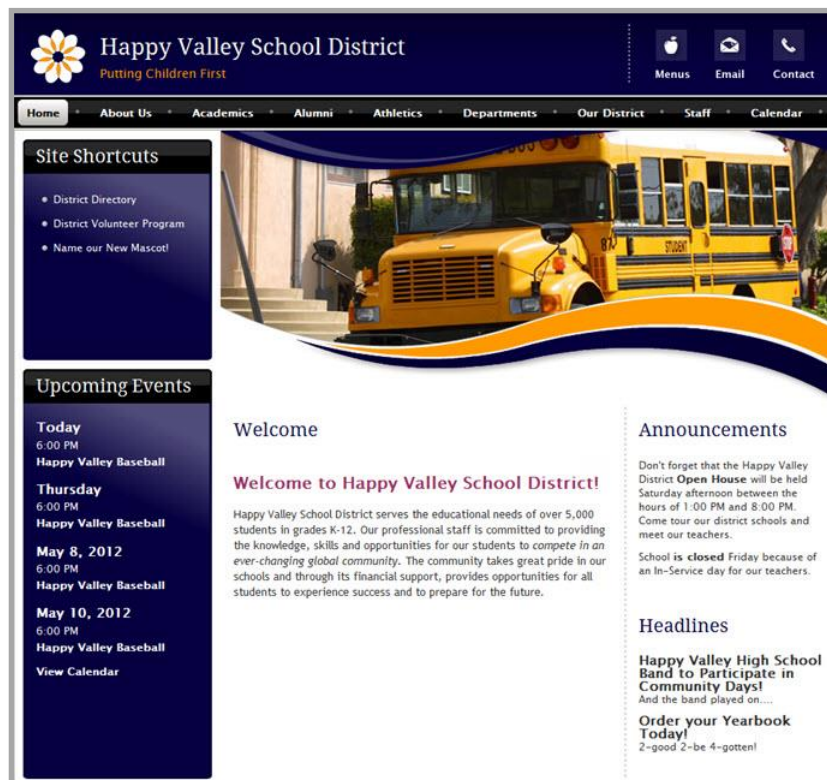 Happy Valley School District
Putting Children First
Menus
Email
Contact
Home
About Us
Academics
Alumni
Athletics
Departments
Our District
Staff
Calendar
Site Shortcuts
District Directory
District Volunteer Program
Name our New Mascot!
STUDENT
STOP
Upcoming Events
Today
6:00 PM
Happy Valley Baseball
Thursday
6:00 PM
Happy Valley Baseball
May 8, 2012
6:00 PM
Happy Valley Baseball
May 10, 2012
6:00 PM
Happy Valley Baseball
View Calendar
Welcome
Welcome to Happy Valley School District!
Happy Valley School District serves the educational needs of over 5,000
students in grades K-12. Our professional staff is committed to providing
the knowledge, skills and opportunities for our students to compete in an
ever-changing global community. The community takes great pride in our
schools and through its financial support, provides opportunities for all
students to experience success and to prepare for the future.
Announcements
Don't forget that the Happy Valley
District Open House will be held
Saturday afternoon between the
hours of 1:00 PM and 8:00 PM.
Come tour our district schools and
meet our teachers.
School is closed Friday because of
an In-Service day for our teachers.
Headlines
Happy Valley High School
Band to Participate in
Community Days!
And the band played on....
Order your Yearbook
Today!
2-good 2-be 4-gotten!